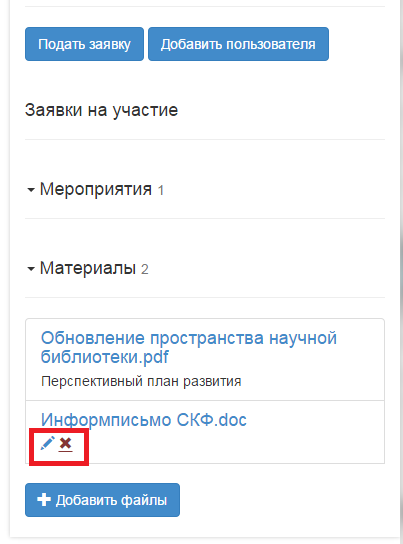 Подать заявку Добавить пользователя
Заявки на участие
Мероприятия 1
Материалы 2
Обновление пространства научной
библиотеки.pdf
Перспективный план развития
Информписьмо СКФ.doc
Добавить файлы